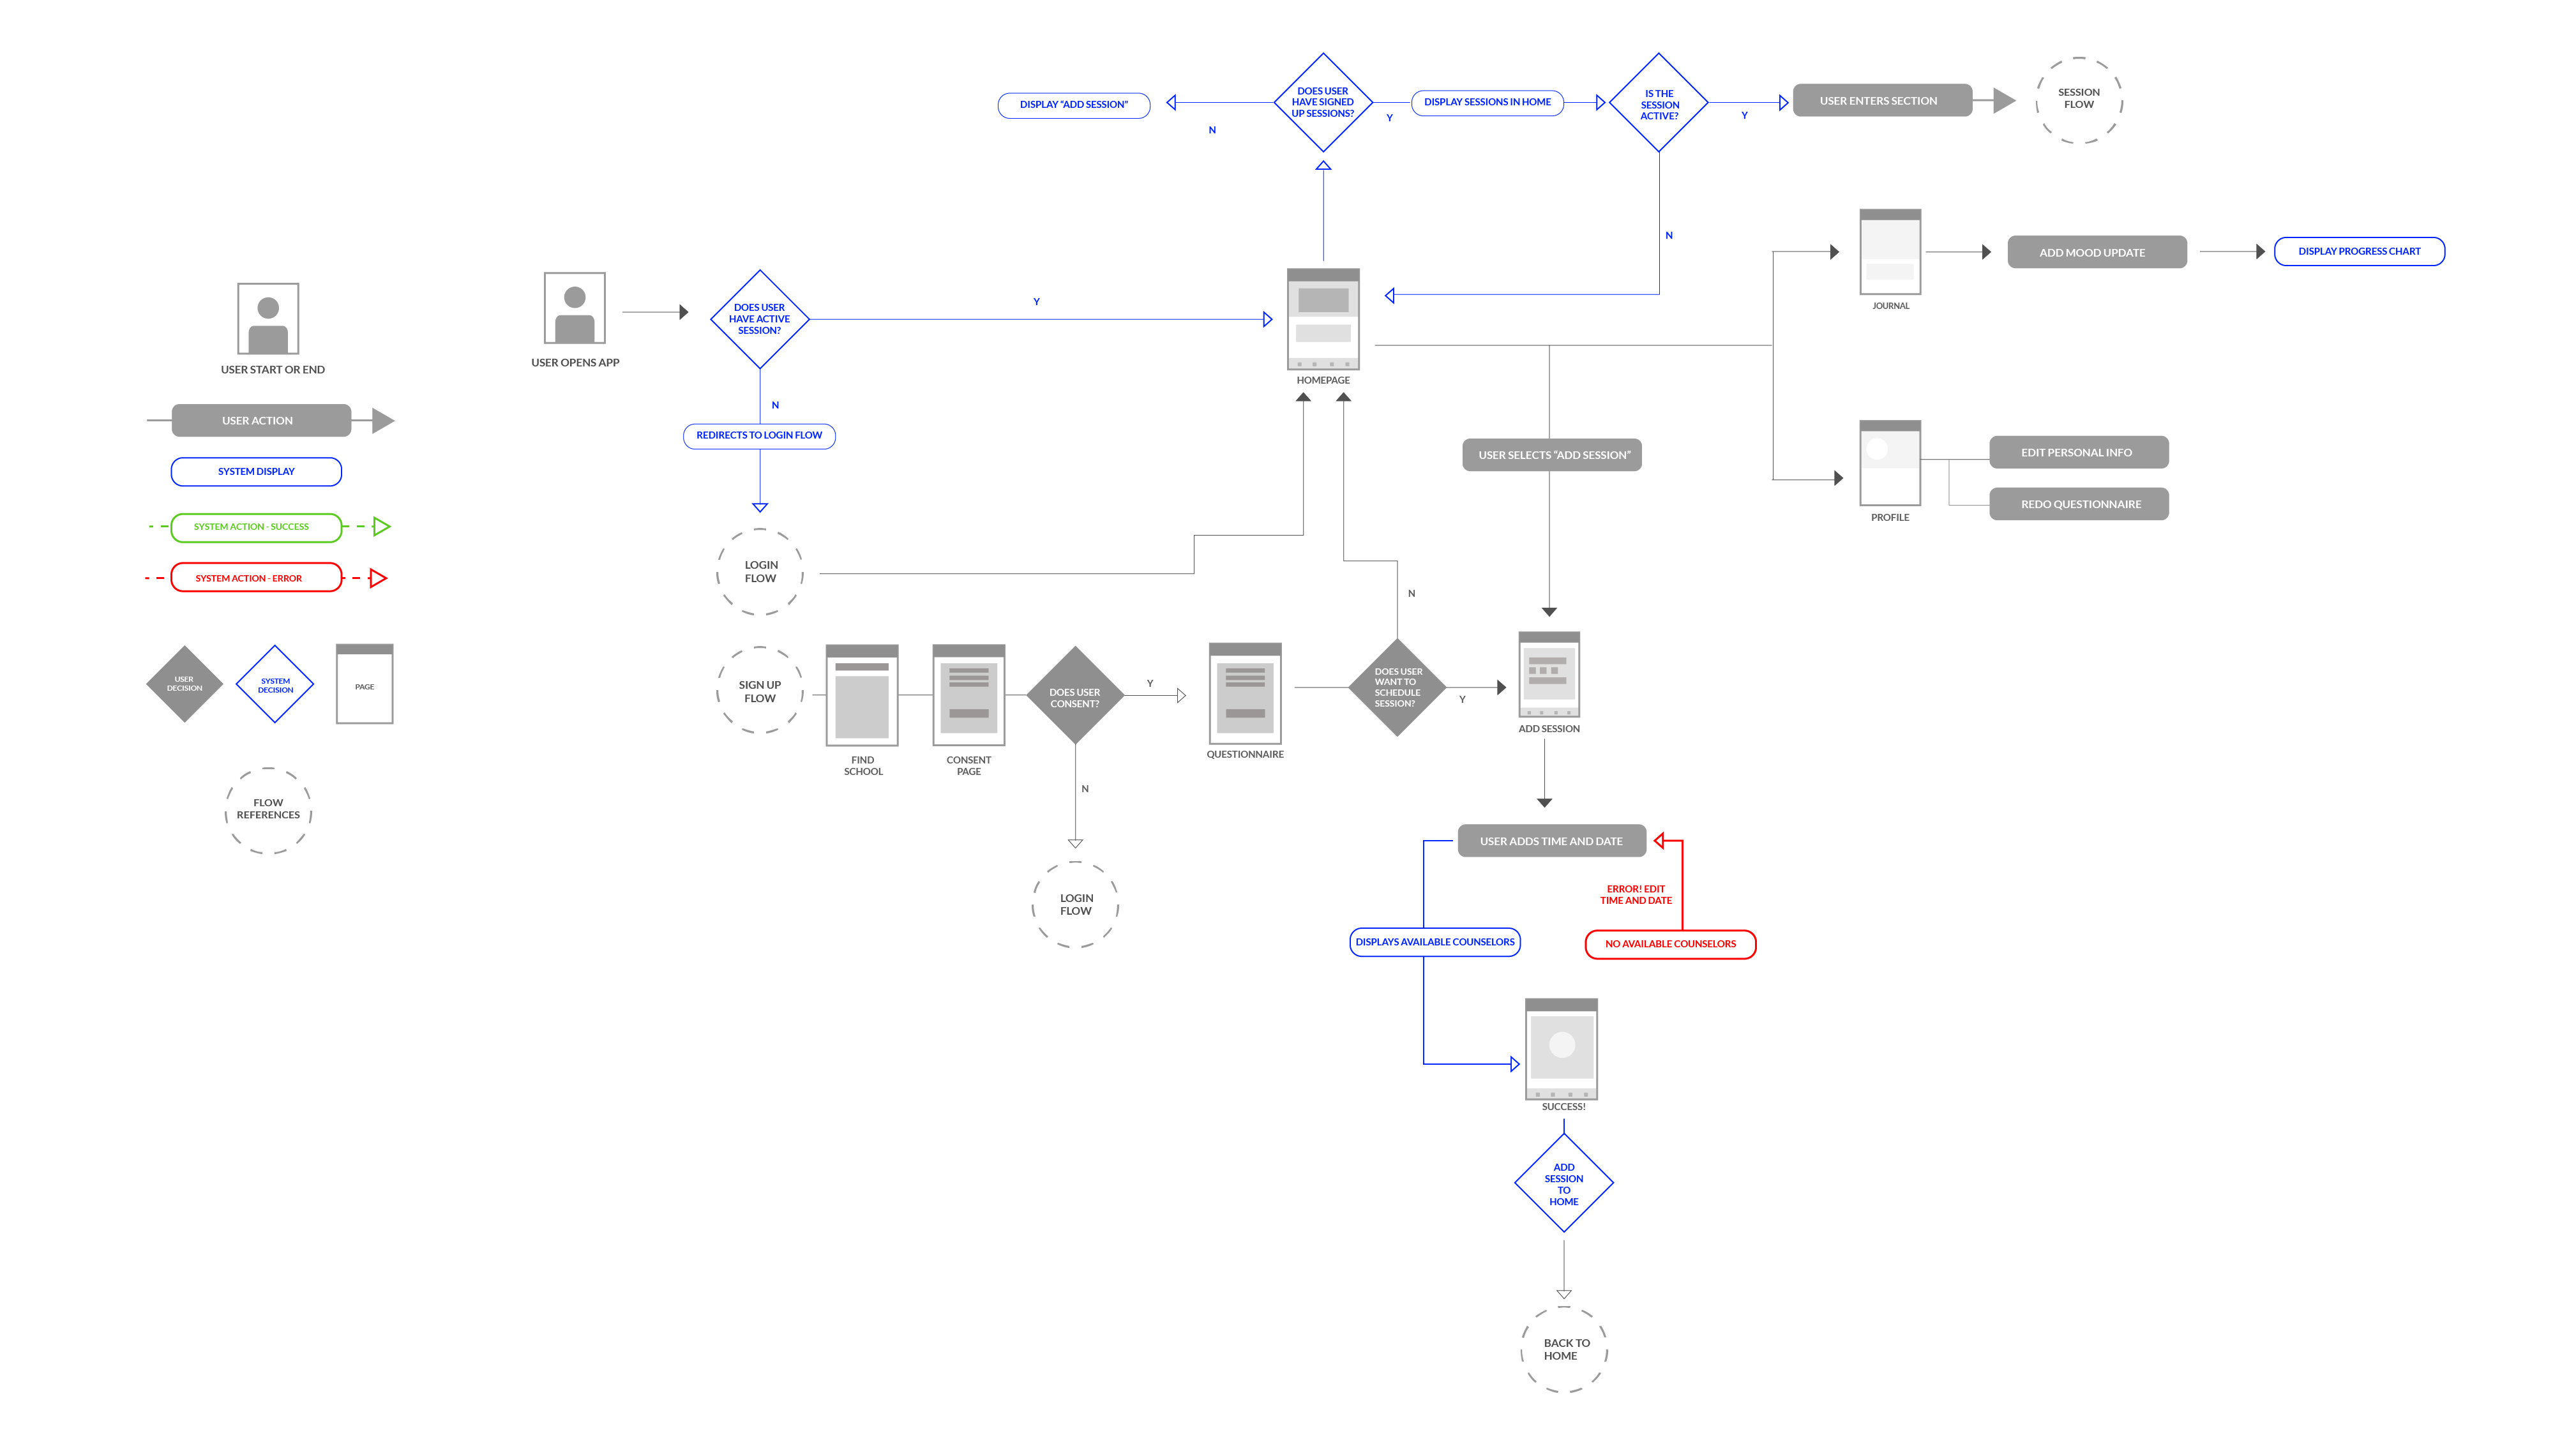 DISPLAY “ADD SESSION”
N
DOES USER
HAVE SIGNED
UP SESSIONS?
Y
DISPLAY SESSIONS IN HOME
IS THE
SESSION
ACTIVE?
Y
N
USER ENTERS SECTION
SESSION
FLOW
USER START OR END
USER ACTION
SYSTEM DISPLAY
SYSTEM ACTION - SUCCESS
SYSTEM ACTION - ERROR
USER
DECISION
SYSTEM
DECISION
PAGE
FLOW
REFERENCES
USER OPENS APP
DOES USER
HAVE ACTIVE
SESSION?
Y
N
REDIRECTS TO LOGIN FLOW
LOGIN
FLOW
HOMEPAGE
JOURNAL
ADD MOOD UPDATE
DISPLAY PROGRESS CHART
PROFILE
EDIT PERSONAL INFO
REDO QUESTIONNAIRE
USER SELECTS “ADD SESSION”
SIGN UP
FLOW
FIND
SCHOOL
CONSENT
PAGE
DOES USER
CONSENT?
Y
N
LOGIN
FLOW
QUESTIONNAIRE
DOES USER
WANT TO
SCHEDULE
SESSION?
N
Y
ADD SESSION
USER ADDS TIME AND DATE
ERROR! EDIT
TIME AND DATE
DISPLAYS AVAILABLE COUNSELORS
NO AVAILABLE COUNSELORS
SUCCESS!
ADD
SESSION
TO
HOME
BACK TO
HOME